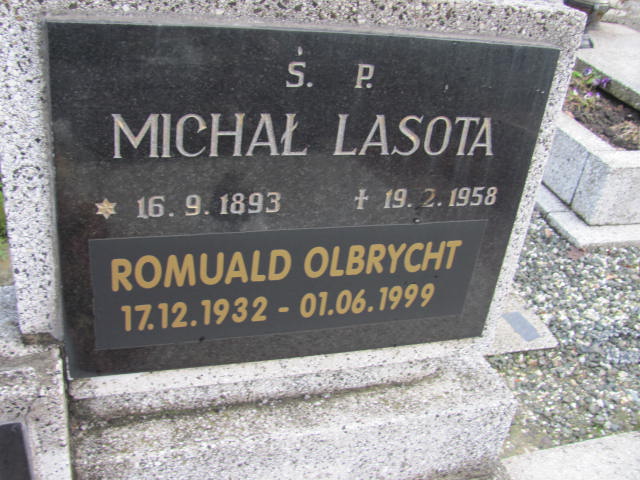 Ś. P.
MICHAŁ LASOTA
* 16. 9. 1893 † 19. 2. 1958
ROMUALD OLBRYCHT
17.12.1932 - 01.06.1999